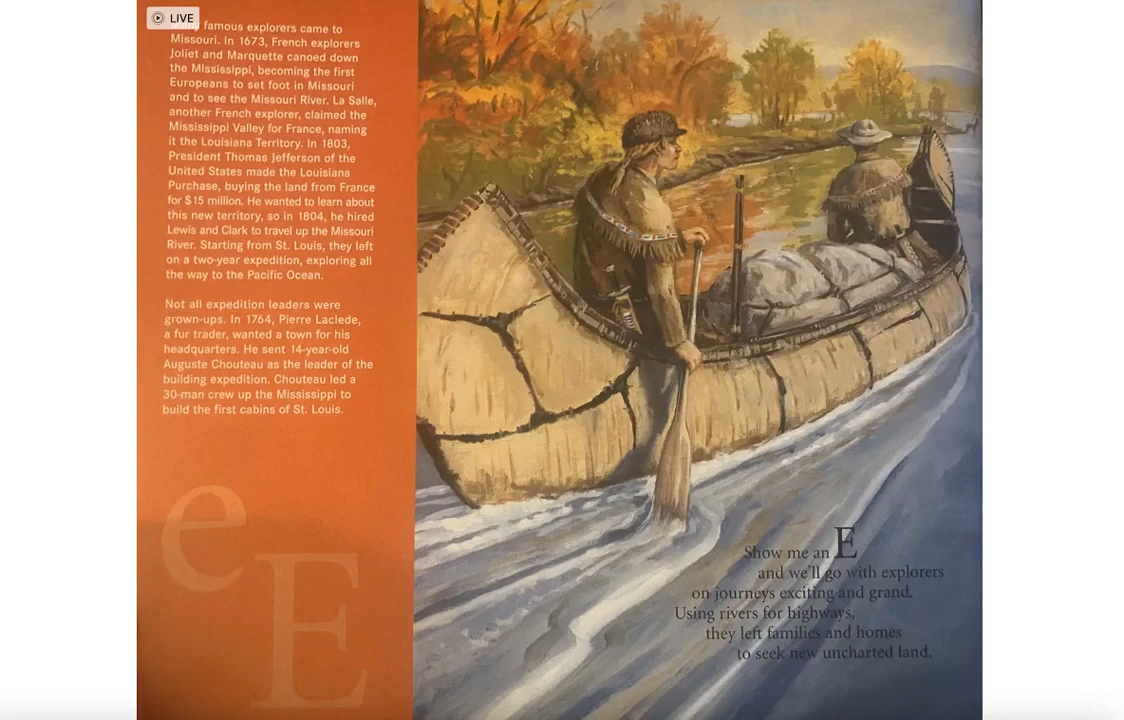 LIVE
famous explorers came to
Missouri. In 1673, French explorers
Joliet and Marquette canoed down
the Mississippi, becoming the first
Europeans to set foot in Missouri
and to see the Missouri River. La Salle,
another French explorer, claimed the
Mississippi Valley for France, naming
it the Louisiana Territory. In 1803,
President Thomas Jefferson of the
United States made the Louisiana
Purchase, buying the land from France
for $15 million. He wanted to learn about
this new territory, so in 1804, he hired
Lewis and Clark to travel up the Missouri
River. Starting from St. Louis, they left
on a two-year expedition, exploring all
the way to the Pacific Ocean.
Not all expedition leaders were
grown-ups. In 1764, Pierre Laclede,
a fur trader, wanted a town for his
headquarters. He sent 14-year-old
Auguste Chouteau as the leader of the
building expedition. Chouteau led a
30-man crew up the Mississippi to
build the first cabins of St. Louis.
e
E
Show me an E
and we'll go with explorers
on journeys exciting and grand.
Using rivers for highways,
they left families and homes
to seek new uncharted land.